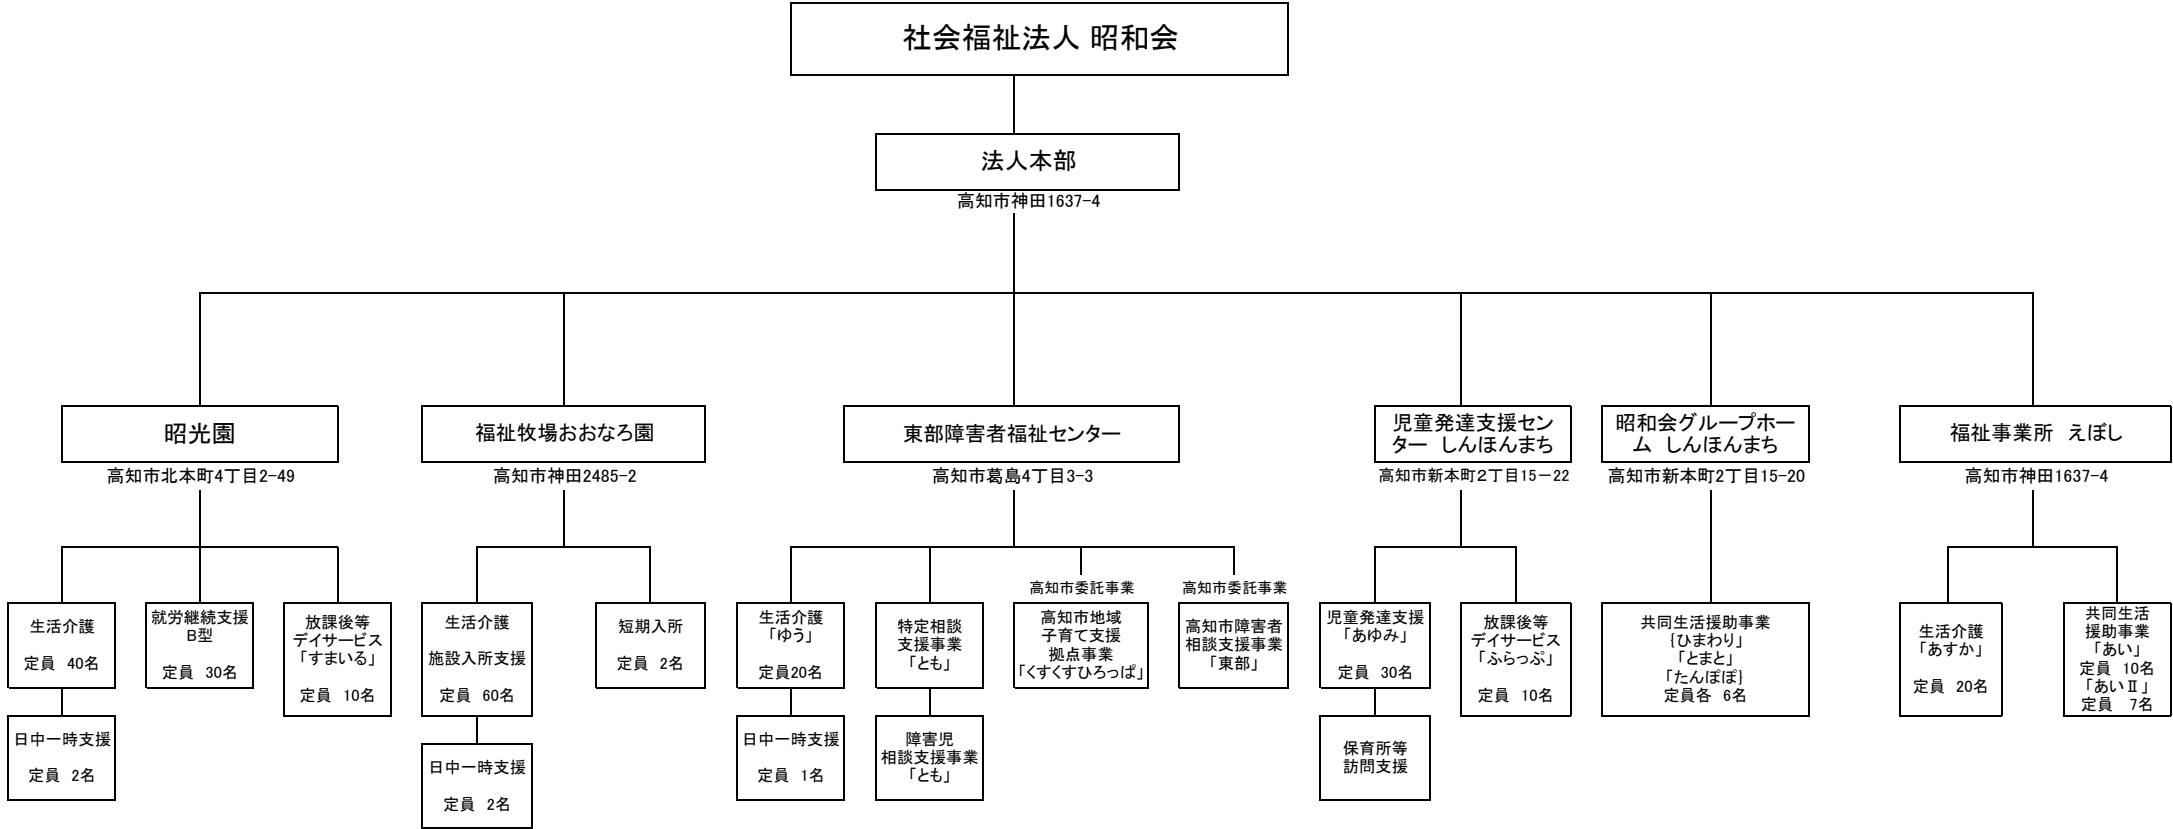 社会福祉法人 昭和会
法人本部
高知市神田1637-4
昭光園
高知市北本町4丁目2-49
福祉牧場おおなろ園
高知市神田2485-2
東部障害者福祉センター
高知市葛島4丁目3-3
児童発達支援セン
ター しんほんまち
高知市新本町２丁目15－22
昭和会グループホー
ム しんほんまち
高知市新本町2丁目15-20
福祉事業所　えぼし
高知市神田1637-4
生活介護
定員 40名
日中一時支援
定員 2名
就労継続支援
B型
定員 30名
放課後等
デイサービス
「すまいる」
定員 10名
生活介護
施設入所支援
定員 60名
日中一時支援
定員 2名
短期入所
定員 2名
生活介護
「ゆう」
定員20名
日中一時支援
定員 1名
特定相談
支援事業
「とも」
障害児
相談支援事業
「とも」
高知市委託事業
高知市地域
子育て支援
拠点事業
「くすくすひろっぱ」
高知市委託事業
高知市障害者
相談支援事業
「東部」
児童発達支援
「あゆみ」
定員 30名
保育所等
訪問支援
放課後等
デイサービス
「ふらっぷ」
定員 10名
共同生活援助事業
{ひまわり」
「とまと」
「たんぽぽ}
定員各 6名
生活介護
「あすか」
定員 20名
共同生活
援助事業
「あい」
定員 10名
「あいⅡ」
定員　7名